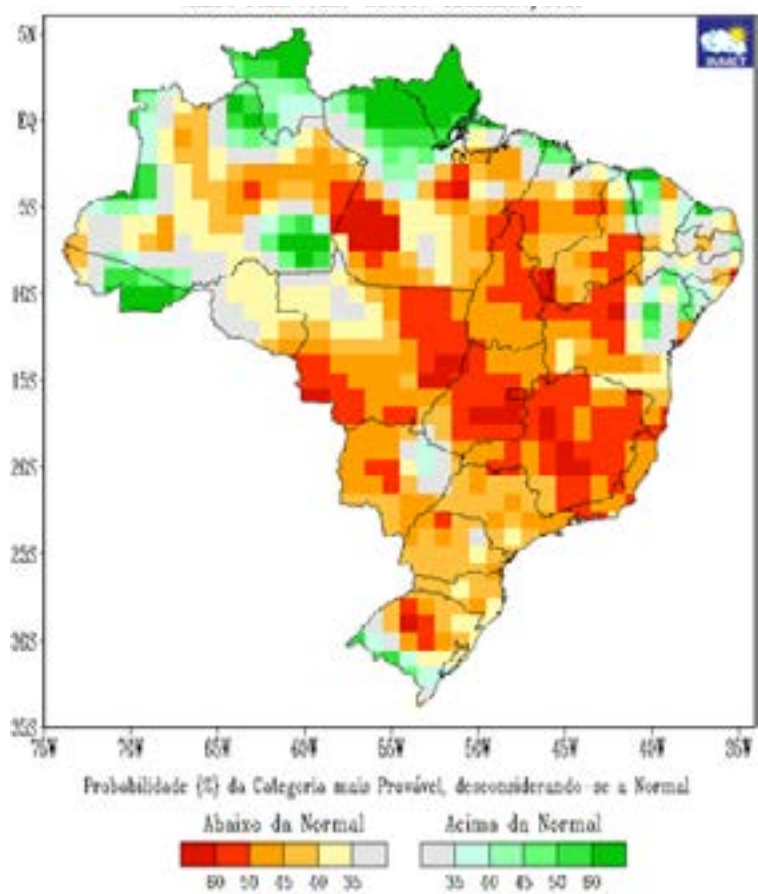 INMET
5N
EQ
5S
10S
15S
20S
25S
30S
35S
75W 70W 65W 60W 55W 50W 45W 40W 35W
Probabilidade (%) da Categoria mais Provável, desconsiderando-se a Normal
Abaixo da Normal Acima da Normal
60 50 45 40 35 35 40 45 50 60